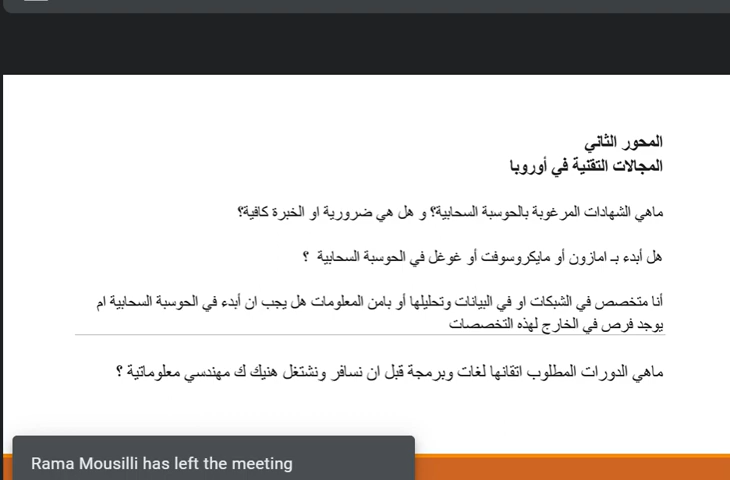 المحور الثاني
المجالات التقنية في أوروبا
ماهي الشهادات المرغوبة بالحوسبة السحابية؟ و هل هي ضرورية او الخبرة كافية؟
هل أبدء بـ امازون أو مايكروسوفت أو غوغل في الحوسبة السحابية ؟
أنا متخصص في الشبكات او في البيانات وتحليلها أو بامن المعلومات هل يجب ان أبدء في الحوسبة السحابية ام
يوجد فرص في الخارج لهذه التخصصات
ماهي الدورات المطلوب اتقانها لغات وبرمجة قبل ان نسافر ونشتغل هنيك ك مهندسي معلوماتية ؟
Rama Mousilli has left the meeting